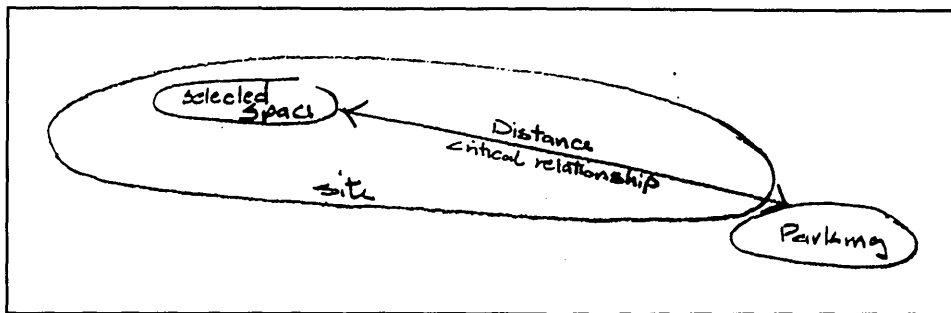 selected
space
Distance
critical relationship
site
Parking